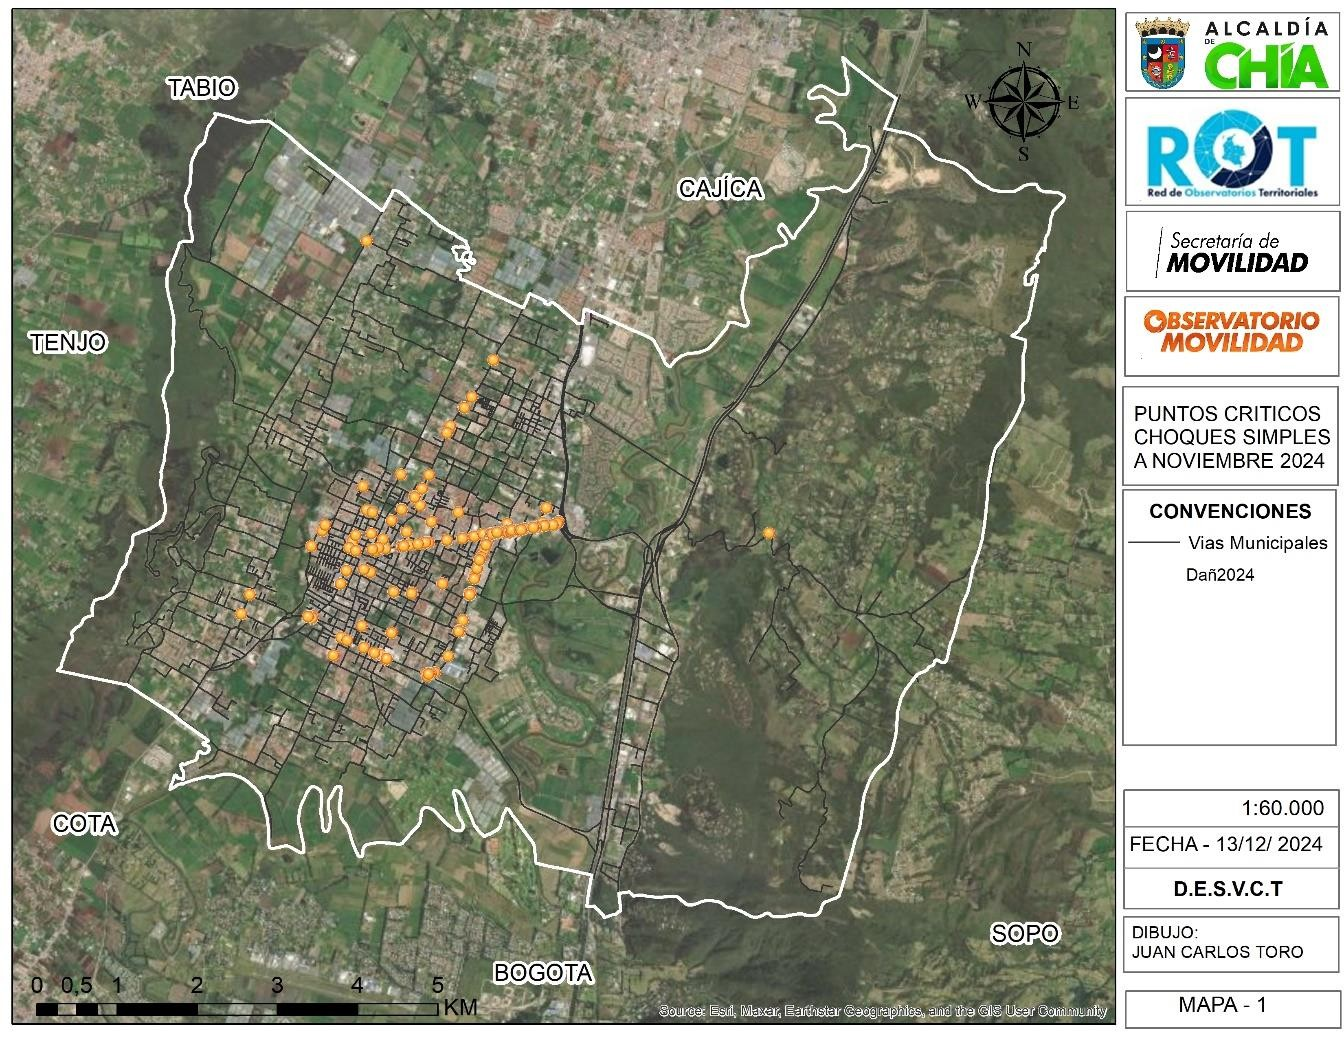 TABIO
CAJÍCA
TENJO
COTA
BOGOTA
SOPO
N
W
E
S
0 0,5 1 2 3 4 5
KM
Source: Esri, Maxar, Earthstar Geographics, and the GIS User Community
ALCALDÍA
DE
CHÍA
ROT
Red de Observatorios Territoriales
Secretaría de
MOVILIDAD
OBSERVATORIO
MOVILIDAD
PUNTOS CRITICOS
CHOQUES SIMPLES
A NOVIEMBRE 2024
CONVENCIONES
Vias Municipales
Dañ2024
1:60.000
FECHA - 13/12/ 2024
D.E.S.V.C.T
DIBUJO:
JUAN CARLOS TORO
MAPA - 1